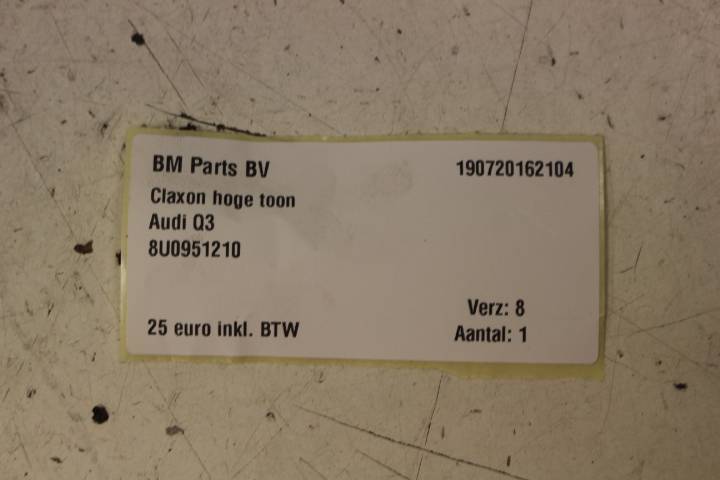 BM Parts BV 190720162104
Claxon hoge toon
Audi Q3
8U0951210
Verz: 8
25 euro inkl. BTW Aantal: 1